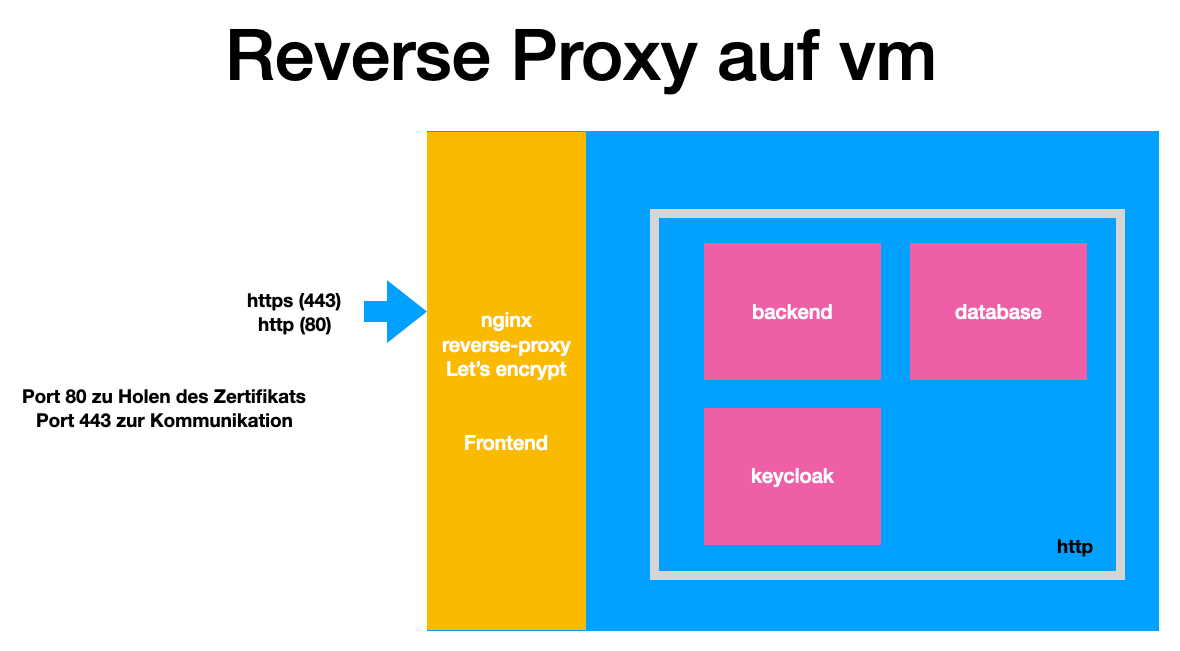 Reverse Proxy auf vm
https (443)
http (80)
Port 80 zu Holen des Zertifikats
Port 443 zur Kommunikation
nginx
reverse-proxy
Let’s encrypt
Frontend
backend
database
keycloak
http